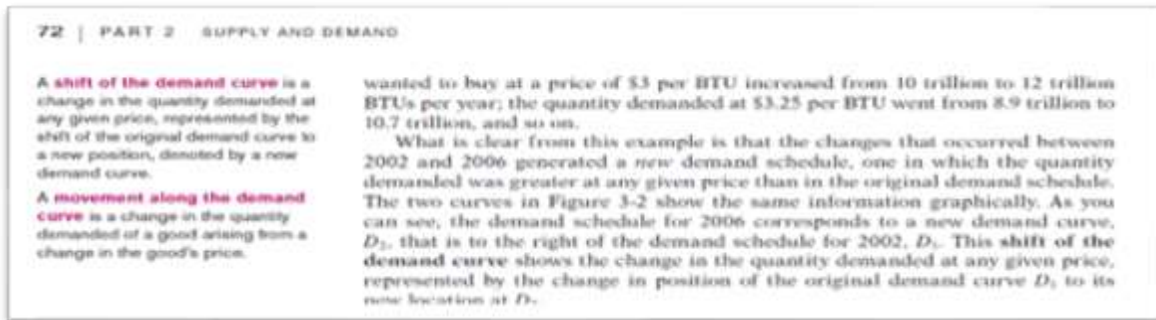 72 | PART 2 SUPPLY AND DEMAND
A shift of the demand curve is a
change in the quantity demanded at
any given price, represented by the
shift of the original demand curve to
a new position, denoted by a new
demand curve.
A movement along the demand
curve is a change in the quantity
demanded of a good arising from a
change in the good's price.
wanted to buy at a price of $3 per BTU increased from 10 trillion to 12 trillion
BTUs per year; the quantity demanded at $3.25 per BTU went from 8.9 trillion to
10.7 trillion, and so on.
What is clear from this example is that the changes that occurred between
2002 and 2006 generated a new demand schedule, one in which the quantity
demanded was greater at any given price than in the original demand schedule.
The two curves in Figure 3-2 show the same information graphically. As you
can see, the demand schedule for 2006 corresponds to a new demand curve,
D₂, that is to the right of the demand schedule for 2002, D₁. This shift of the
demand curve shows the change in the quantity demanded at any given price,
represented by the change in position of the original demand curve D₁ to its
new location at D₂.